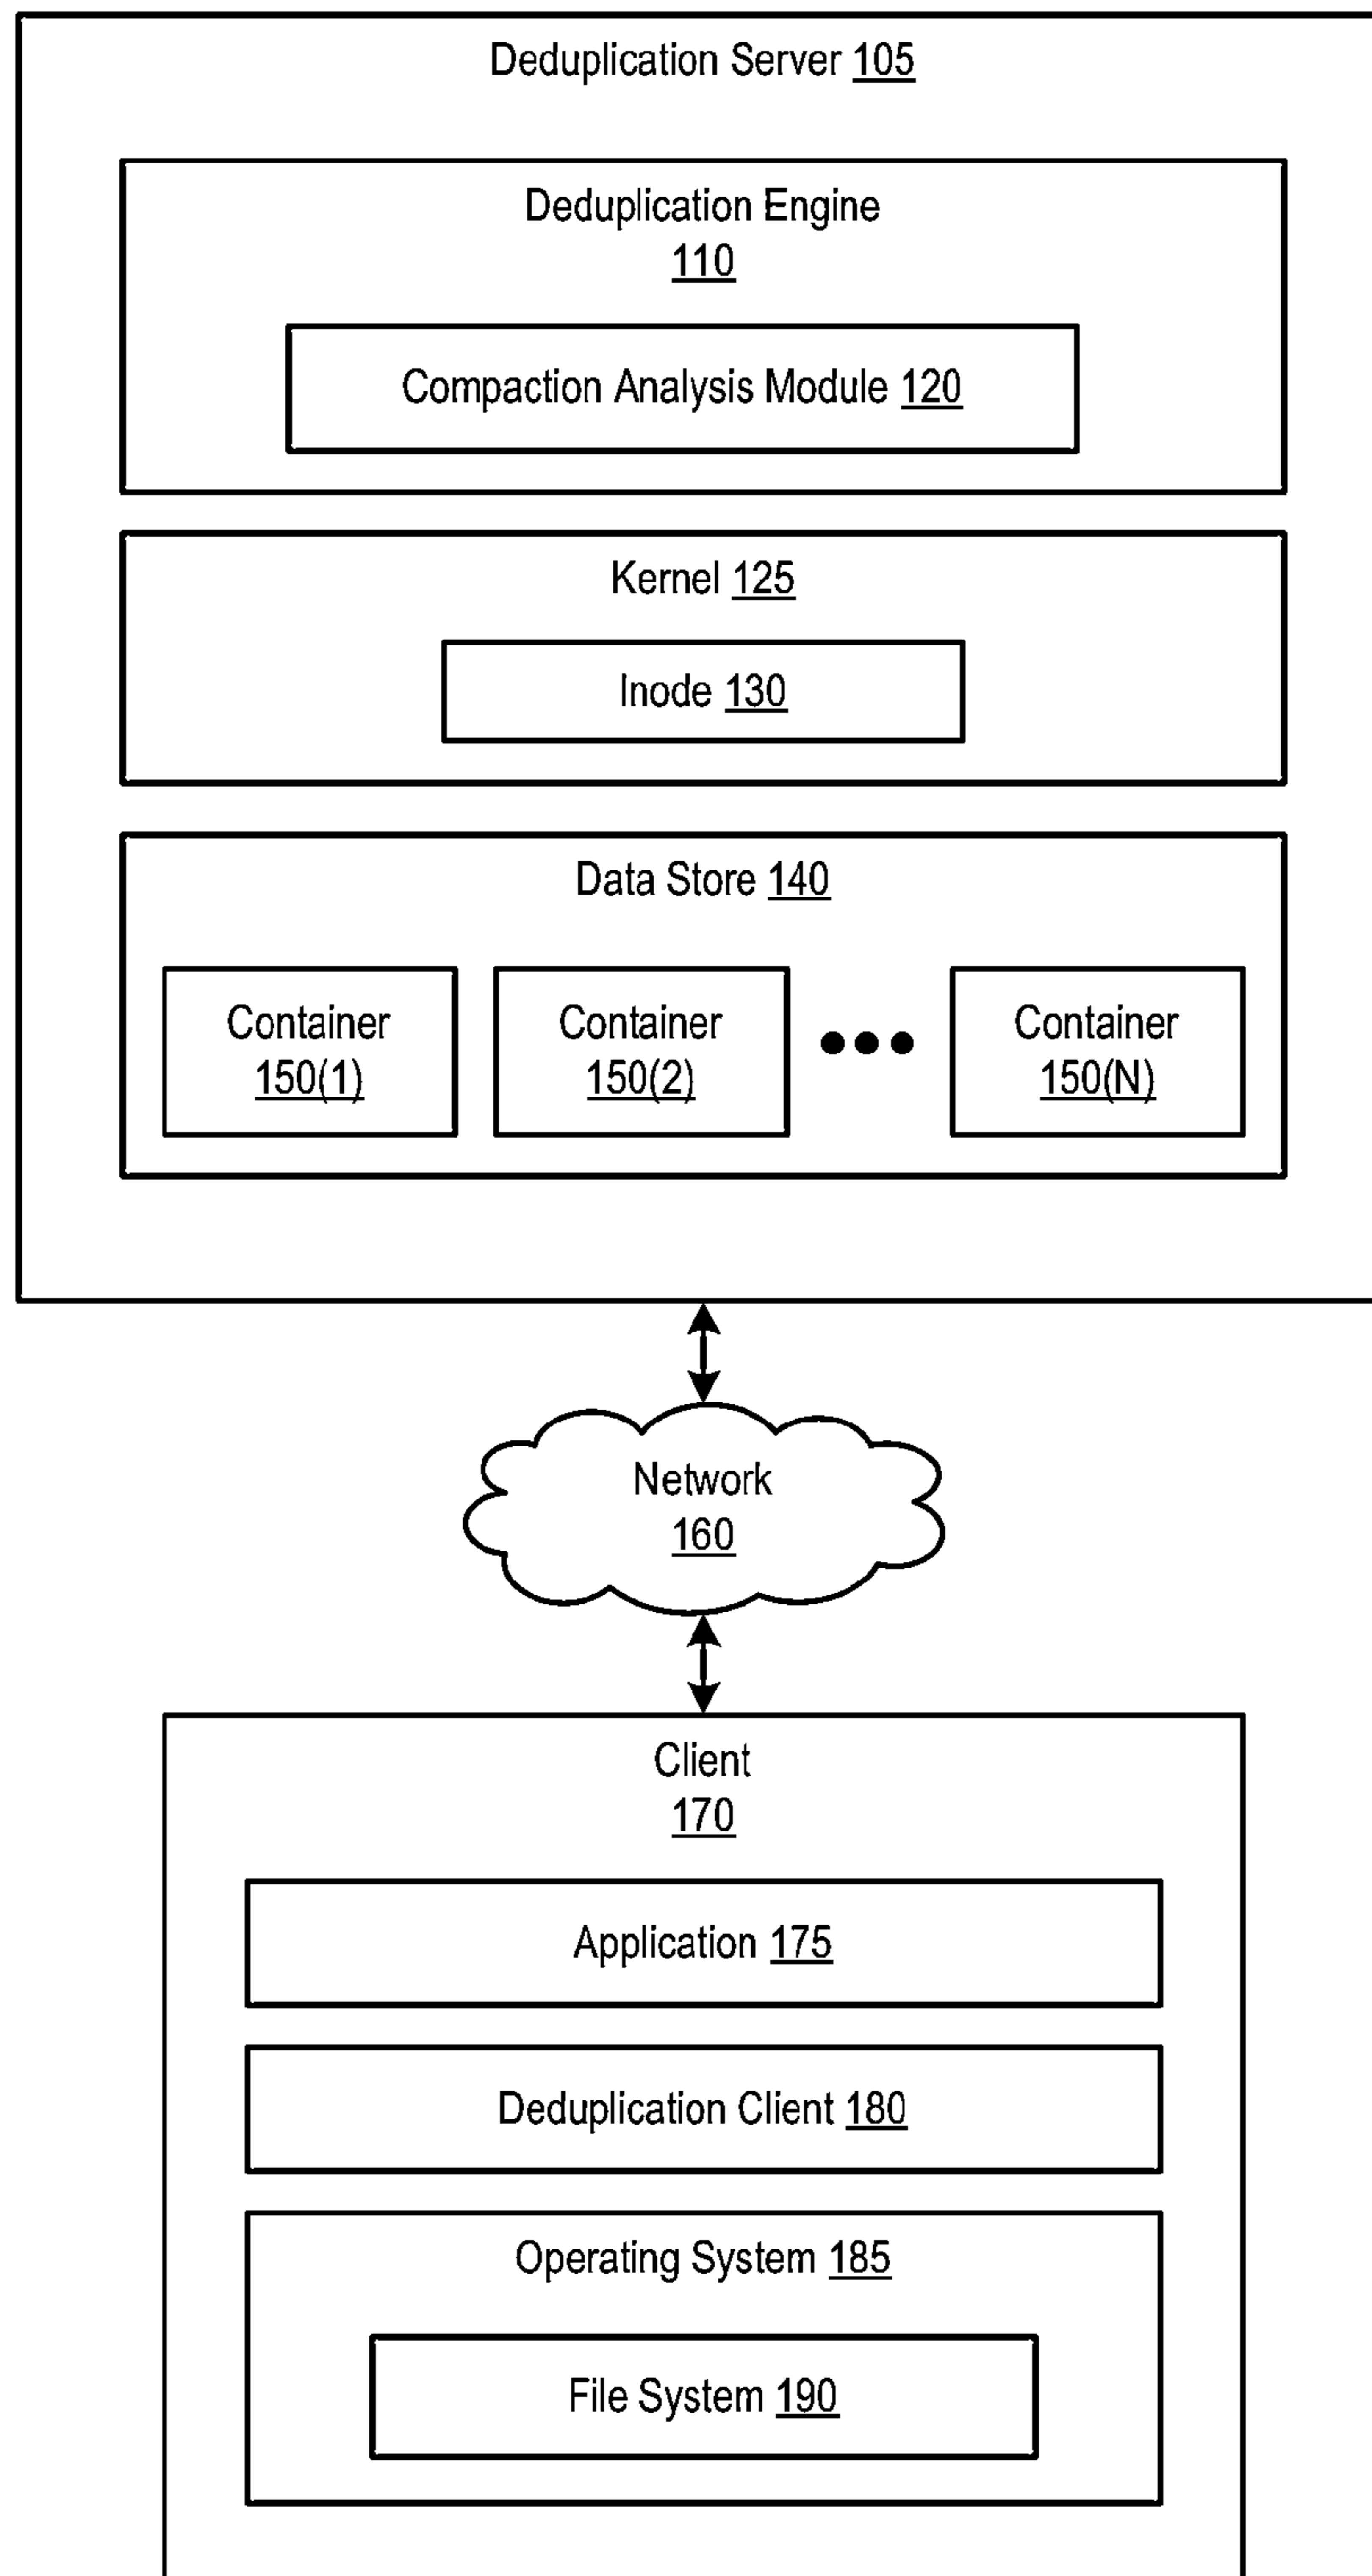 Deduplication Server 105
Deduplication Engine
110
Compaction Analysis Module 120
Kernel 125
Inode 130
Data Store 140
Container
150(1)
Container
150(2)
Container
150(N)
Network
160
Client
170
Application 175
Deduplication Client 180
Operating System 185
File System 190